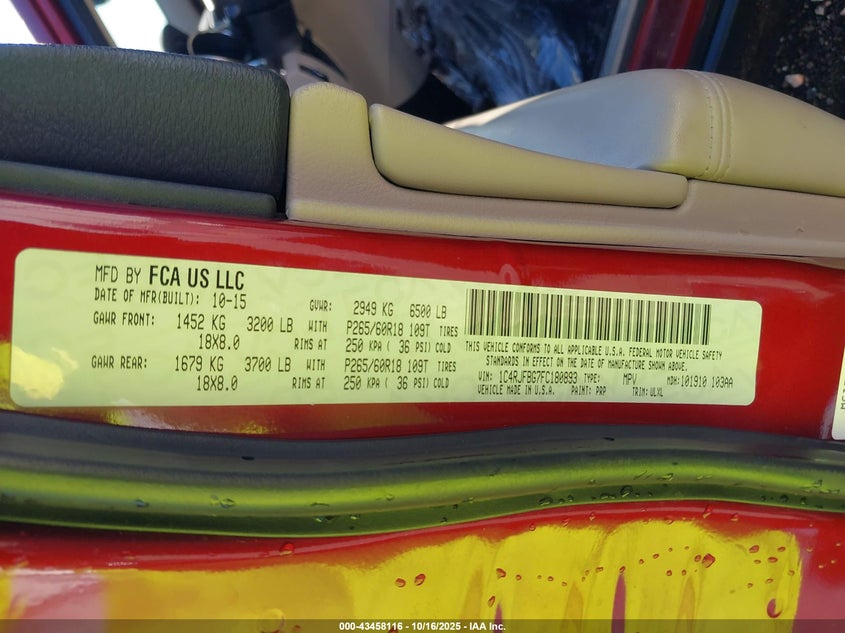 MFD BY FCA US LLC
DATE OF MFR(BUILT): 10-15
GVWR: 2949 KG 6500 LB
GAWR FRONT: 1452 KG 3200 LB WITH P265/60R18 109T TIRES
18X8.0 RIMS AT 250 KPA ( 36 PSI) COLD
GAWR REAR: 1679 KG 3700 LB WITH P265/60R18 109T TIRES
18X8.0 RIMS AT 250 KPA ( 36 PSI) COLD
THIS VEHICLE CONFORMS TO ALL APPLICABLE U.S.A. FEDERAL MOTOR VEHICLE SAFETY
STANDARDS IN EFFECT ON THE DATE OF MANUFACTURE SHOWN ABOVE.
VIN: 1C4RJFBG7FC180893 TYPE: MPV MDH: 101910 103AA
VEHICLE MADE IN U.S.A. PAINT: PRP TRIM: ULXL
000-43458116 - 10/16/2025 - IAA Inc.